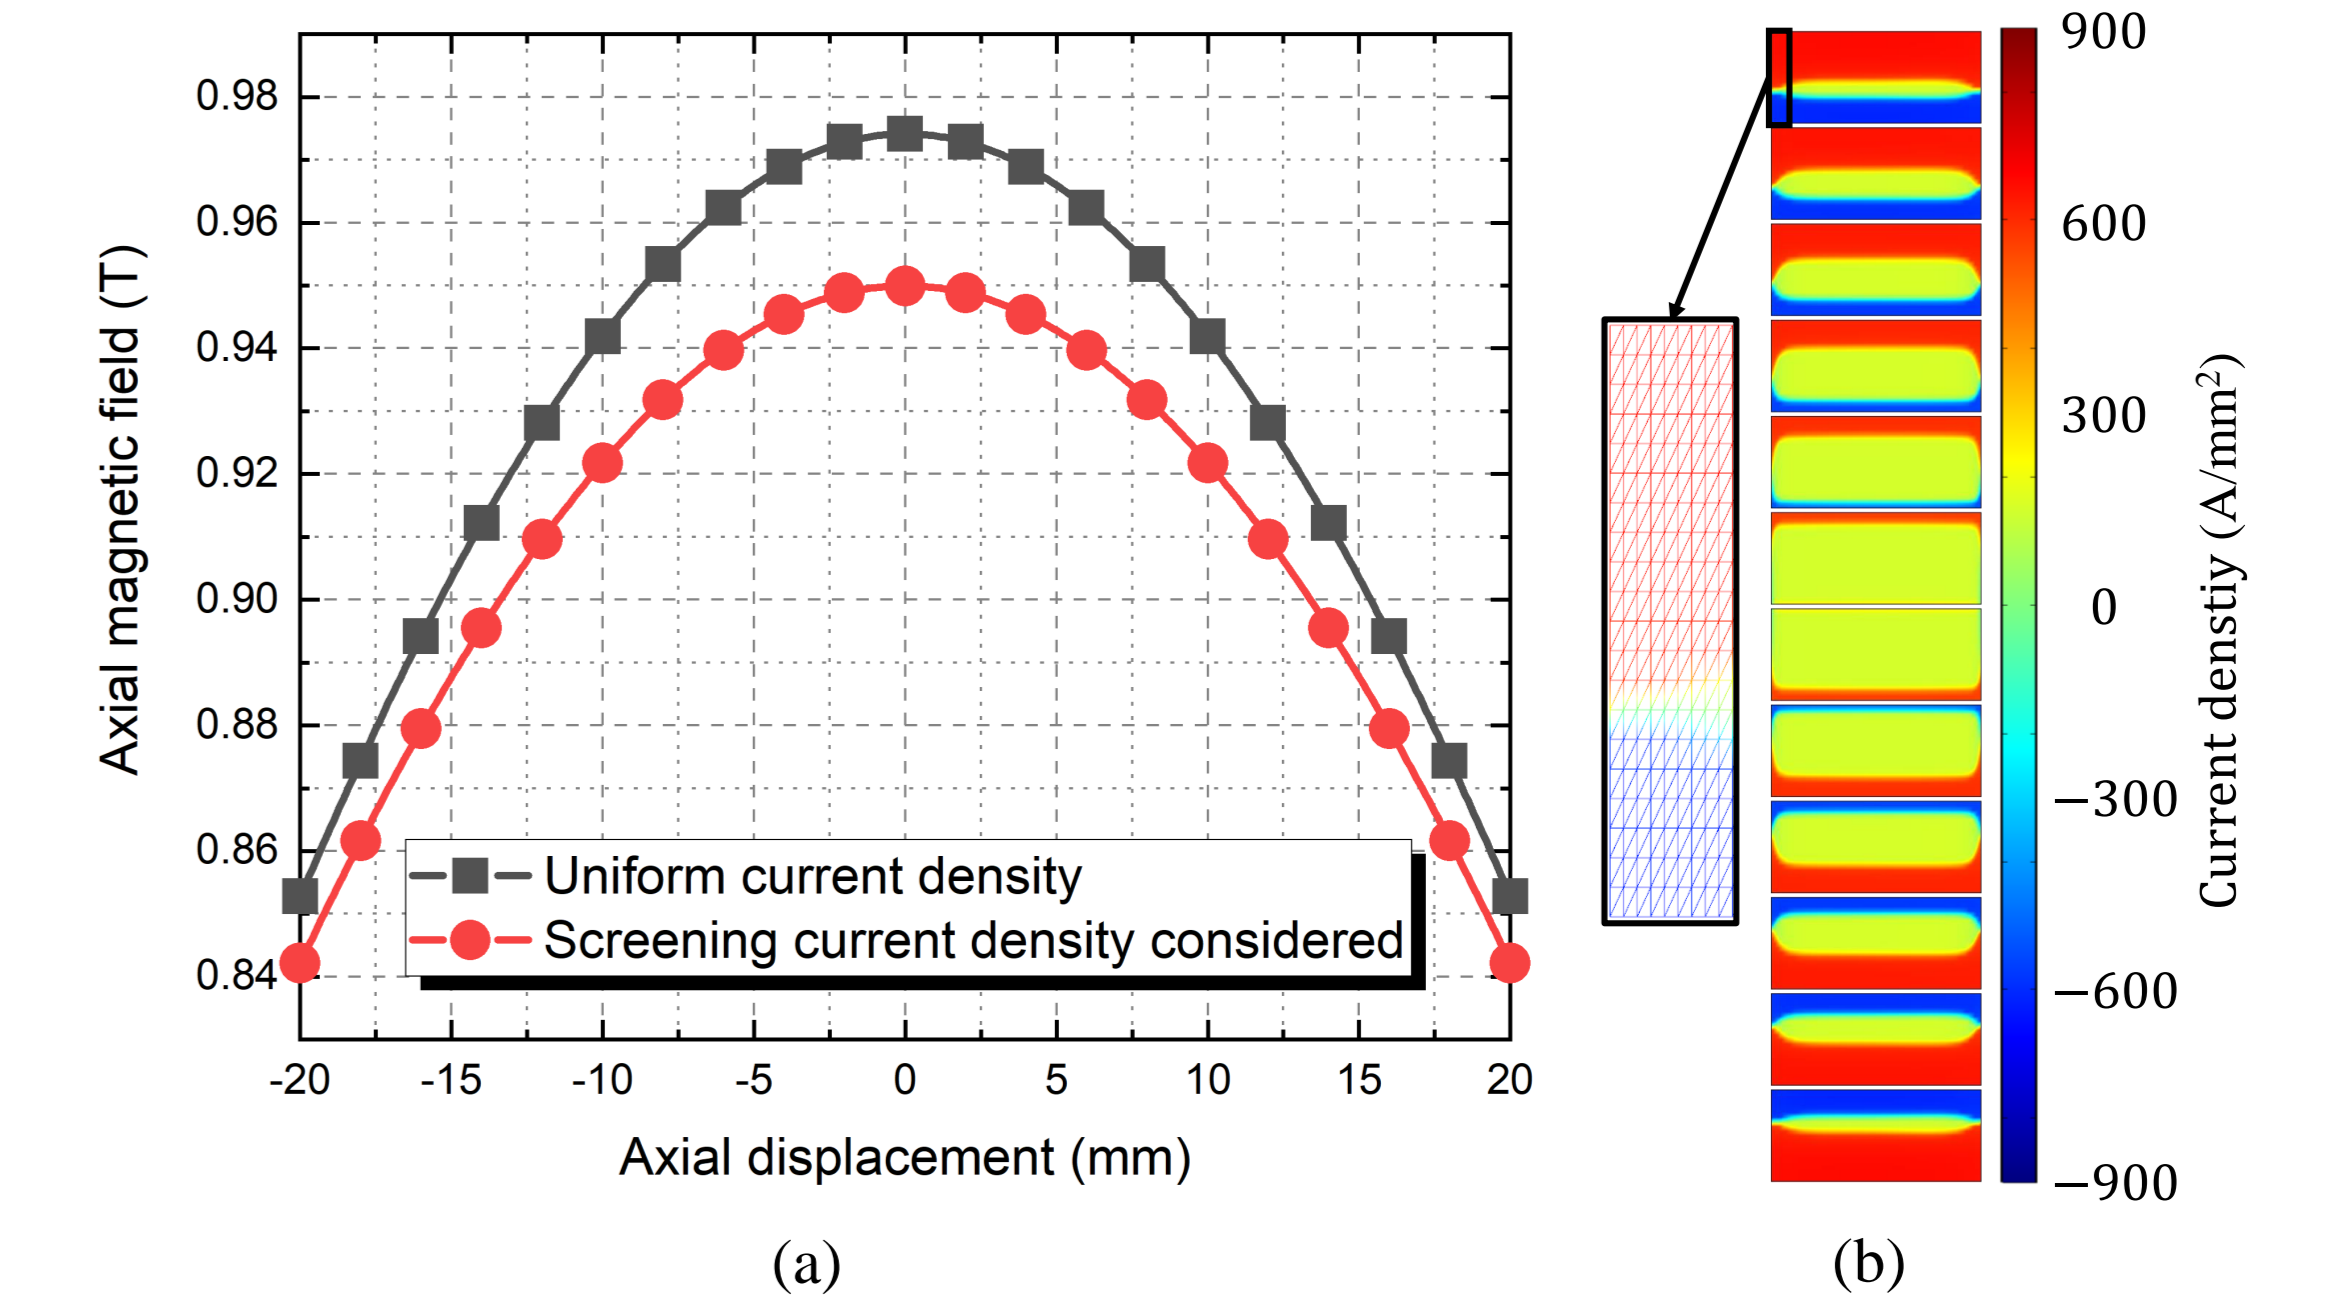 0.98
0.96
0.94
0.92
0.90
0.88
0.86
0.84
Axial magnetic field (T)
Uniform current density
Screening current density considered
-20 -15 -10 -5 0 5 10 15 20
Axial displacement (mm)
(a)
900
600
300
0
−300
−600
−900
Current denstiy (A/mm²)
(b)